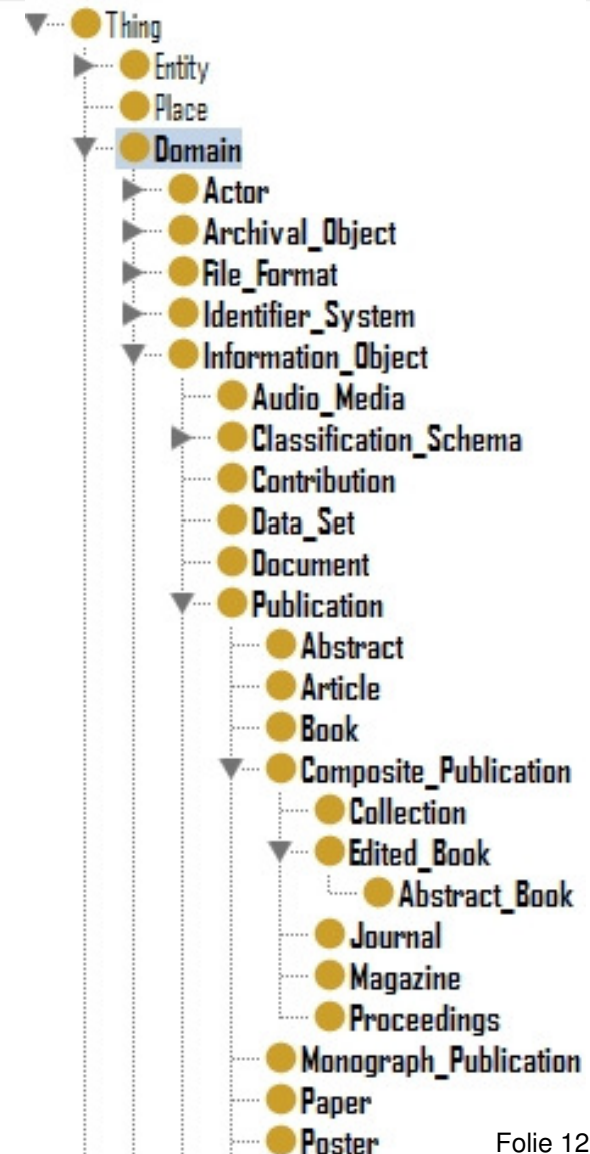 Thing
Entity
Place
Domain
Actor
Archival_Object
File_Format
Identifier_System
Information_Object
Audio_Media
Classification_Schema
Contribution
Data_Set
Document
Publication
Abstract
Article
Book
Composite_Publication
Collection
Edited_Book
Abstract_Book
Journal
Magazine
Proceedings
Monograph_Publication
Paper
Poster
Folie 12